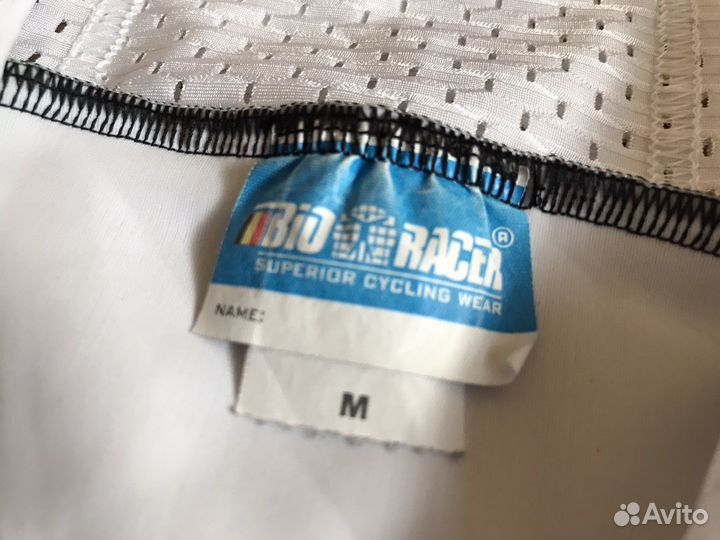 BIO RACER ®
SUPERIOR CYCLING WEAR
NAME:
M
Avito